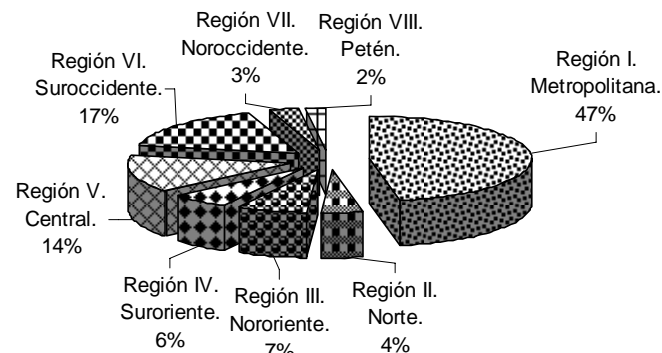 Región VII.
Noroccidente.
3%
Región VIII.
Petén.
2%
Región I.
Metropolitana.
47%
Región VI.
Suroccidente.
17%
Región V.
Central.
14%
Región IV.
Suroriente.
6%
Región III.
Nororiente.
7%
Región II.
Norte.
4%